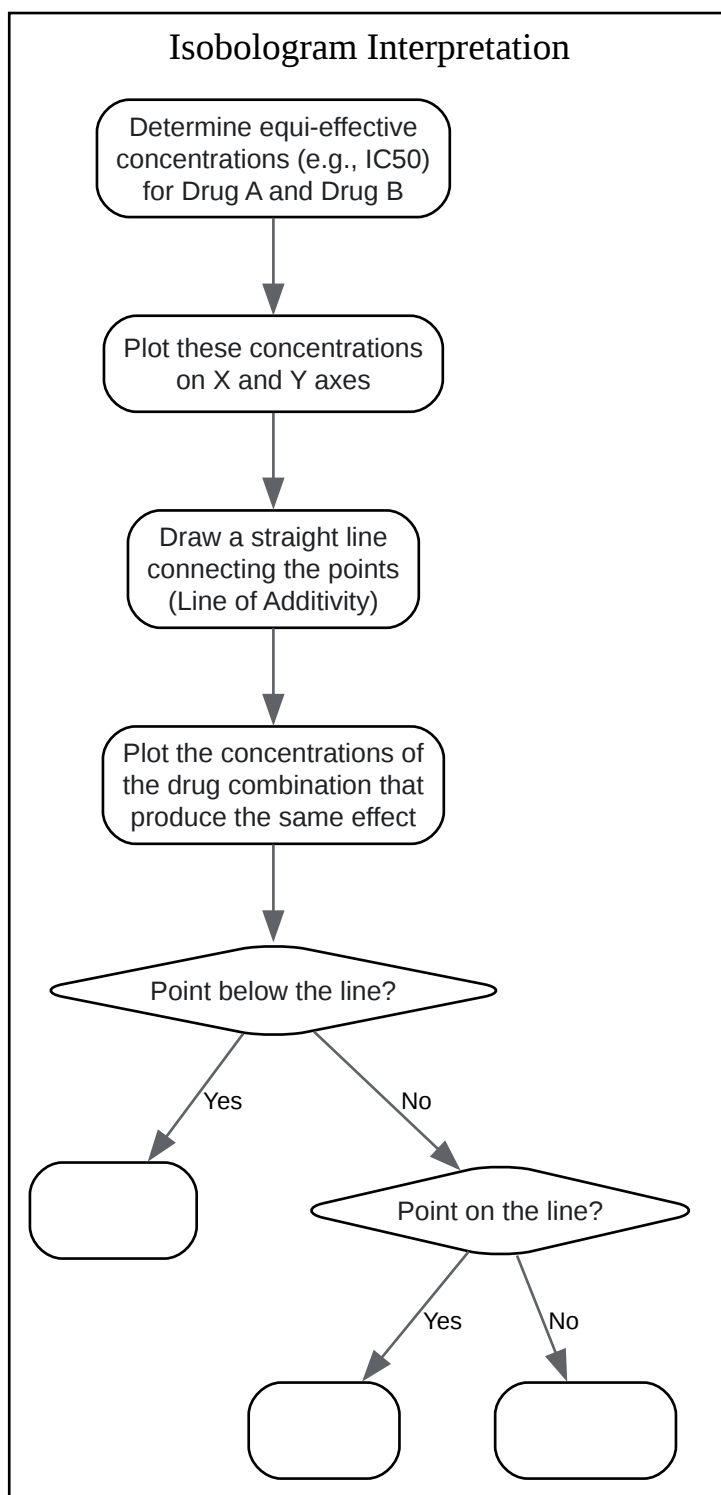 Isobologram Interpretation
Determine equi-effective
concentrations (e.g., IC50)
for Drug A and Drug B
Plot these concentrations
on X and Y axes
Draw a straight line
connecting the points
(Line of Additivity)
Plot the concentrations of
the drug combination that
produce the same effect
Point below the line?
Yes
No
Point on the line?
Yes
No